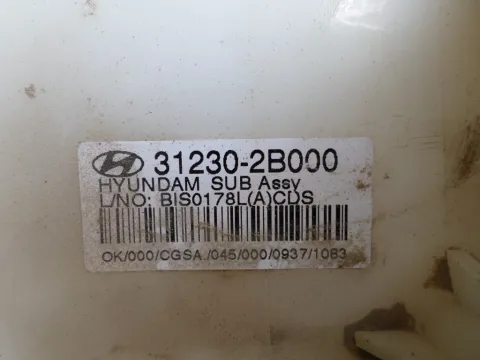 31230-2B000
HYUNDAM SUB Assy
L/NO: BIS0178L(A)CDS
OK/000/CGSA./045/000/0937/1083